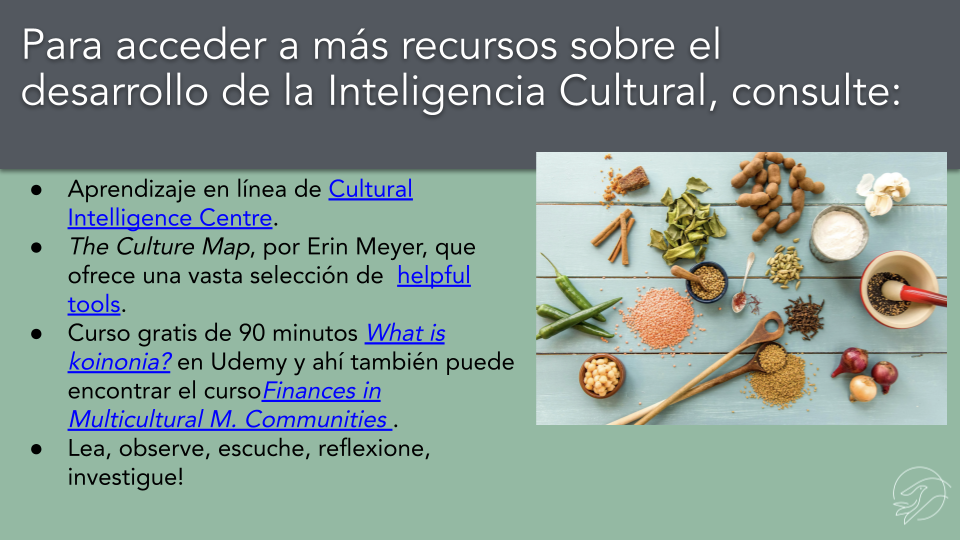 Para acceder a más recursos sobre el
desarrollo de la Inteligencia Cultural, consulte:
● Aprendizaje en línea de Cultural
Intelligence Centre.
● The Culture Map, por Erin Meyer, que
ofrece una vasta selección de  helpful
tools.
● Curso gratis de 90 minutos What is
koinonia? en Udemy y ahí también puede
encontrar el cursoFinances in
Multicultural M. Communities .
● Lea, observe, escuche, reflexione,
investigue!